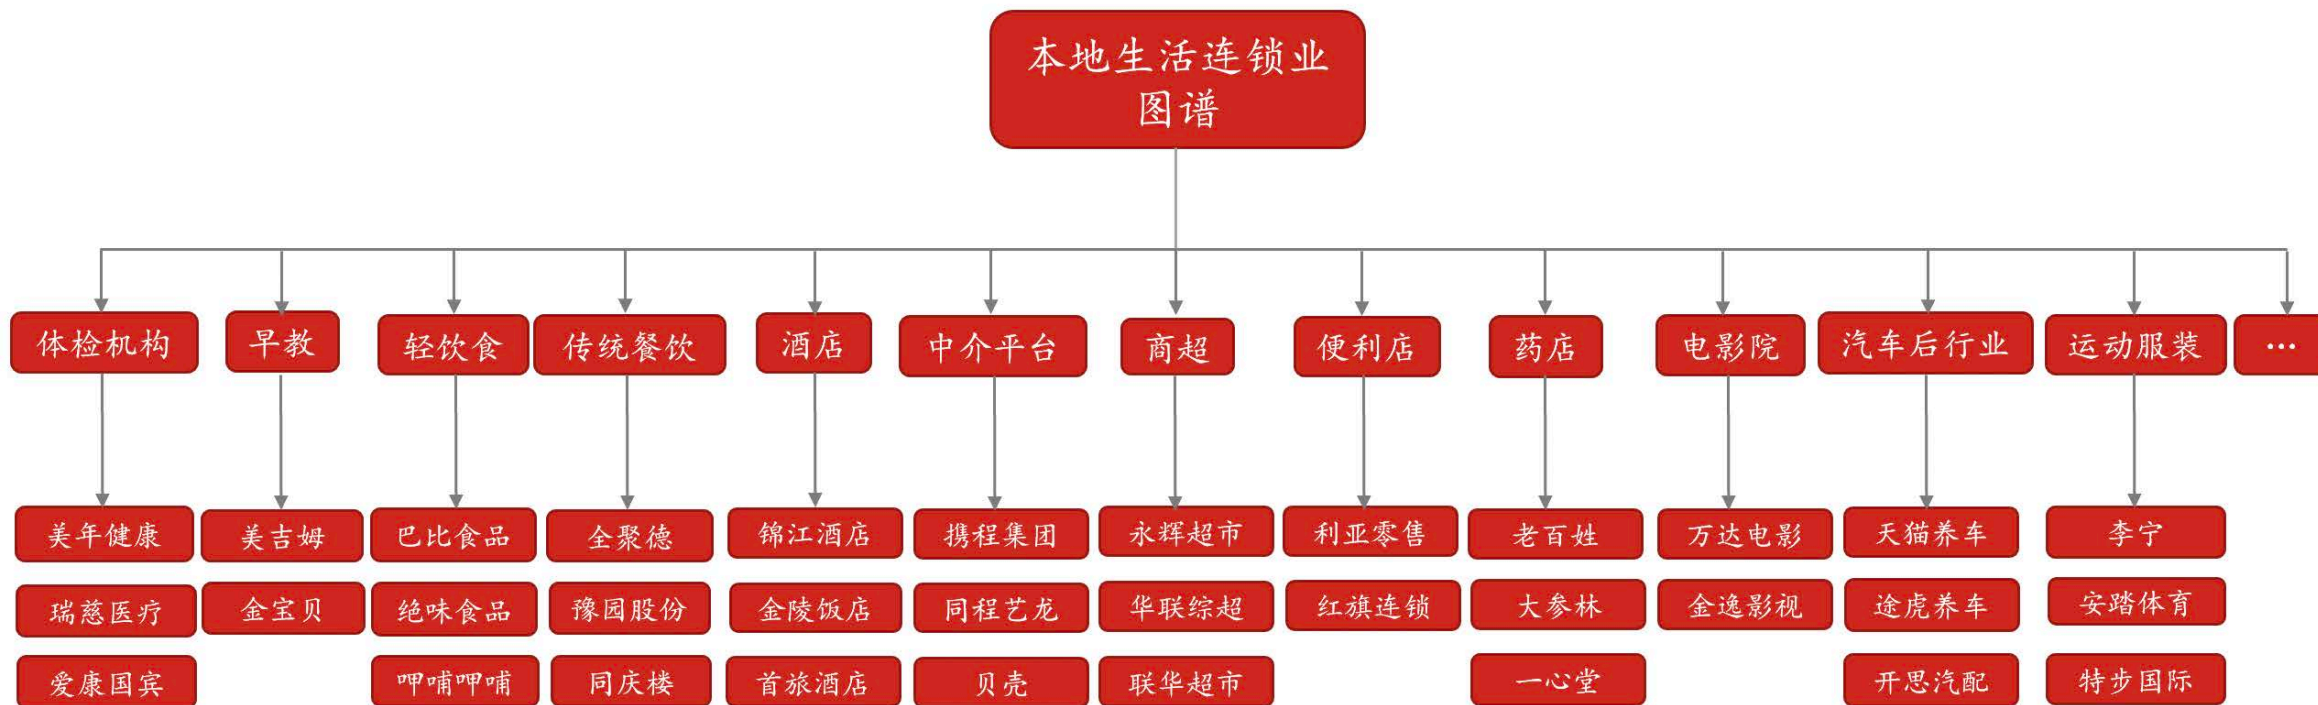 本地生活连锁业
图谱
体检机构
早教
轻饮食
传统餐饮
酒店
中介平台
商超
便利店
药店
电影院
汽车后行业
运动服装
...
美年健康
美吉姆
巴比食品
全聚德
锦江酒店
携程集团
永辉超市
利亚零售
老百姓
万达电影
天猫养车
李宁
瑞慈医疗
金宝贝
绝味食品
豫园股份
金陵饭店
同程艺龙
华联综超
红旗连锁
大参林
金逸影视
途虎养车
安踏体育
爱康国宾
呷哺呷哺
同庆楼
首旅酒店
贝壳
联华超市
一心堂
开思汽配
特步国际